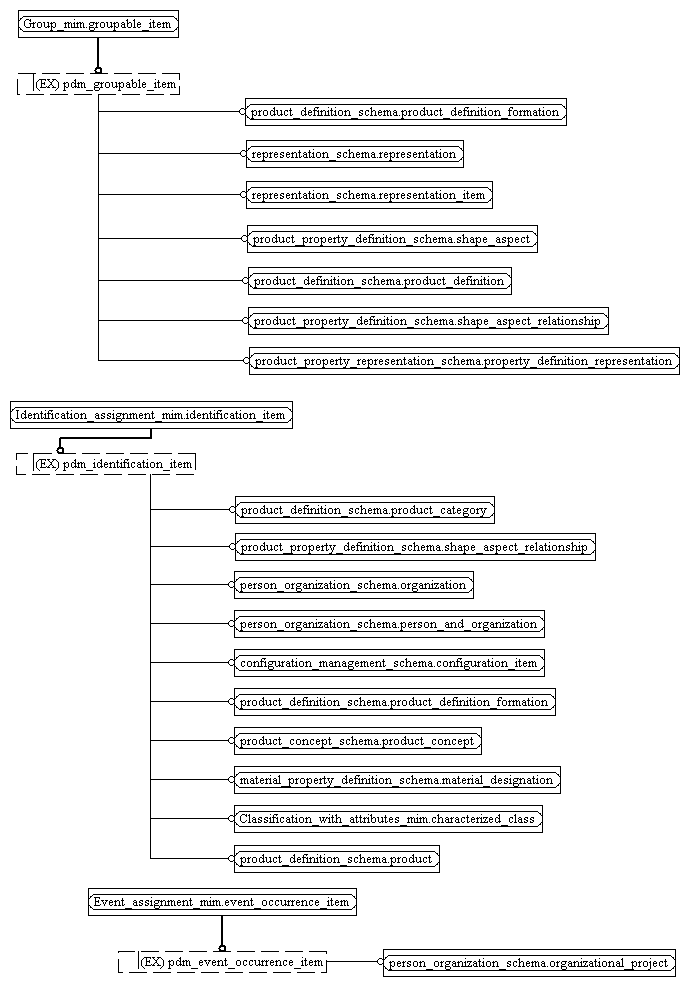 Group_mim.groupable_item
(EX) pdm_groupable_item
product_definition_schema.product_definition_formation
representation_schema.representation
representation_schema.representation_item
product_property_definition_schema.shape_aspect
product_definition_schema.product_definition
product_property_definition_schema.shape_aspect_relationship
product_property_representation_schema.property_definition_representation
Identification_assignment_mim.identification_item
(EX) pdm_identification_item
product_definition_schema.product_category
product_property_definition_schema.shape_aspect_relationship
person_organization_schema.organization
person_organization_schema.person_and_organization
configuration_management_schema.configuration_item
product_definition_schema.product_definition_formation
product_concept_schema.product_concept
material_property_definition_schema.material_designation
Classification_with_attributes_mim.characterized_class
product_definition_schema.product
Event_assignment_mim.event_occurrence_item
(EX) pdm_event_occurrence_item
person_organization_schema.organizational_project